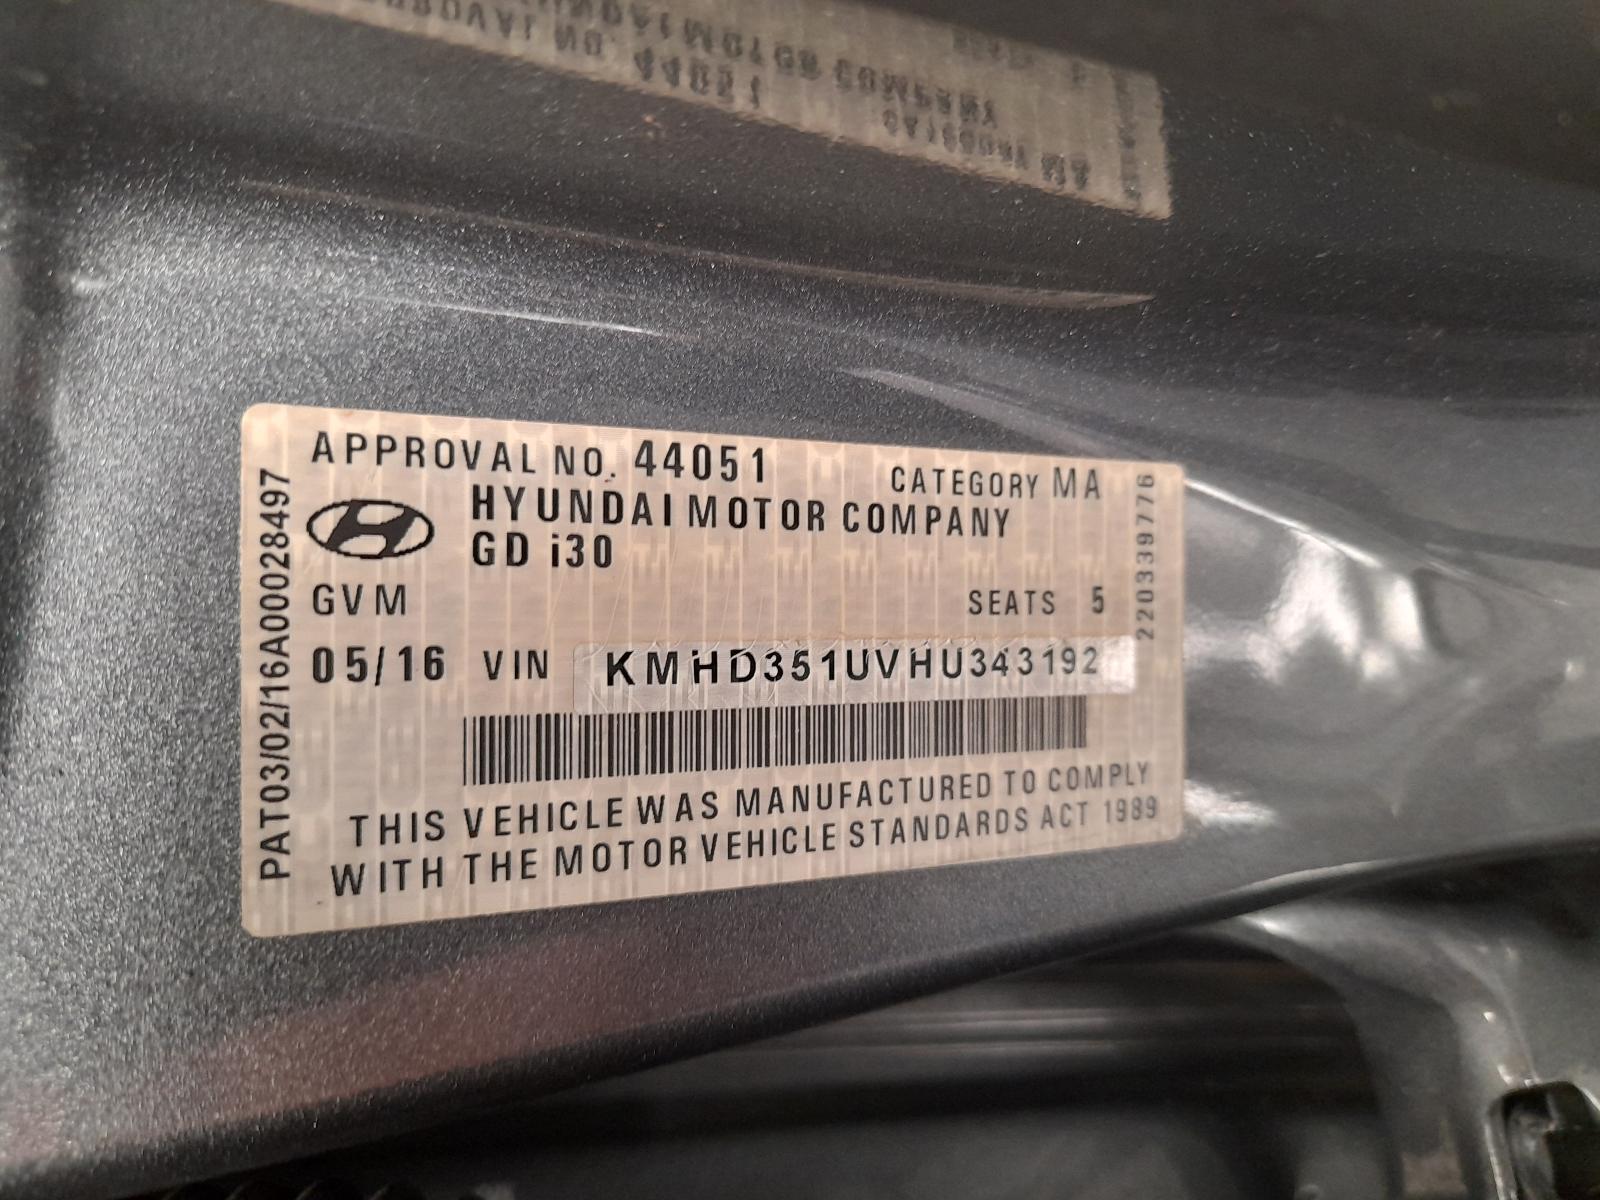 APPROVAL NO. 44051 CATEGORY MA
HYUNDAI MOTOR COMPANY
GD i30
GVM SEATS 5
05/16 VIN KMHD351UVHU343192
THIS VEHICLE WAS MANUFACTURED TO COMPLY
WITH THE MOTOR VEHICLE STANDARDS ACT 1989
PAT03/02/16A00028497
220339776